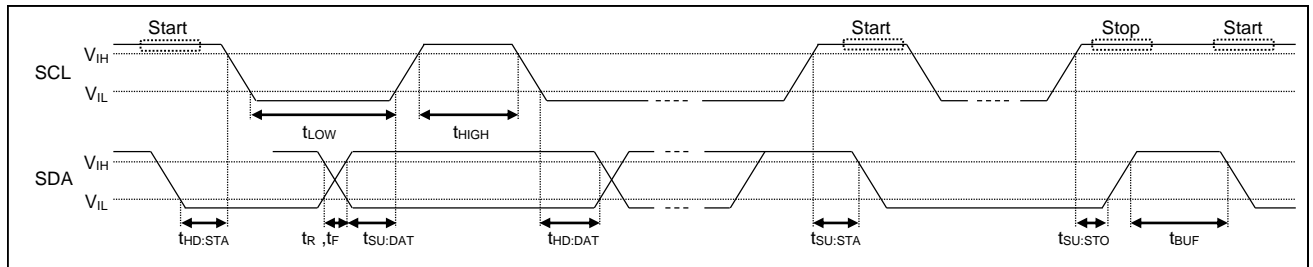 Start Start Stop Start
VIH
SCL
VIL
tLOW tHIGH
VIH
SDA
VIL
tHD:STA tR ,tF tSU:DAT tHD:DAT tSU:STA tSU:STO tBUF